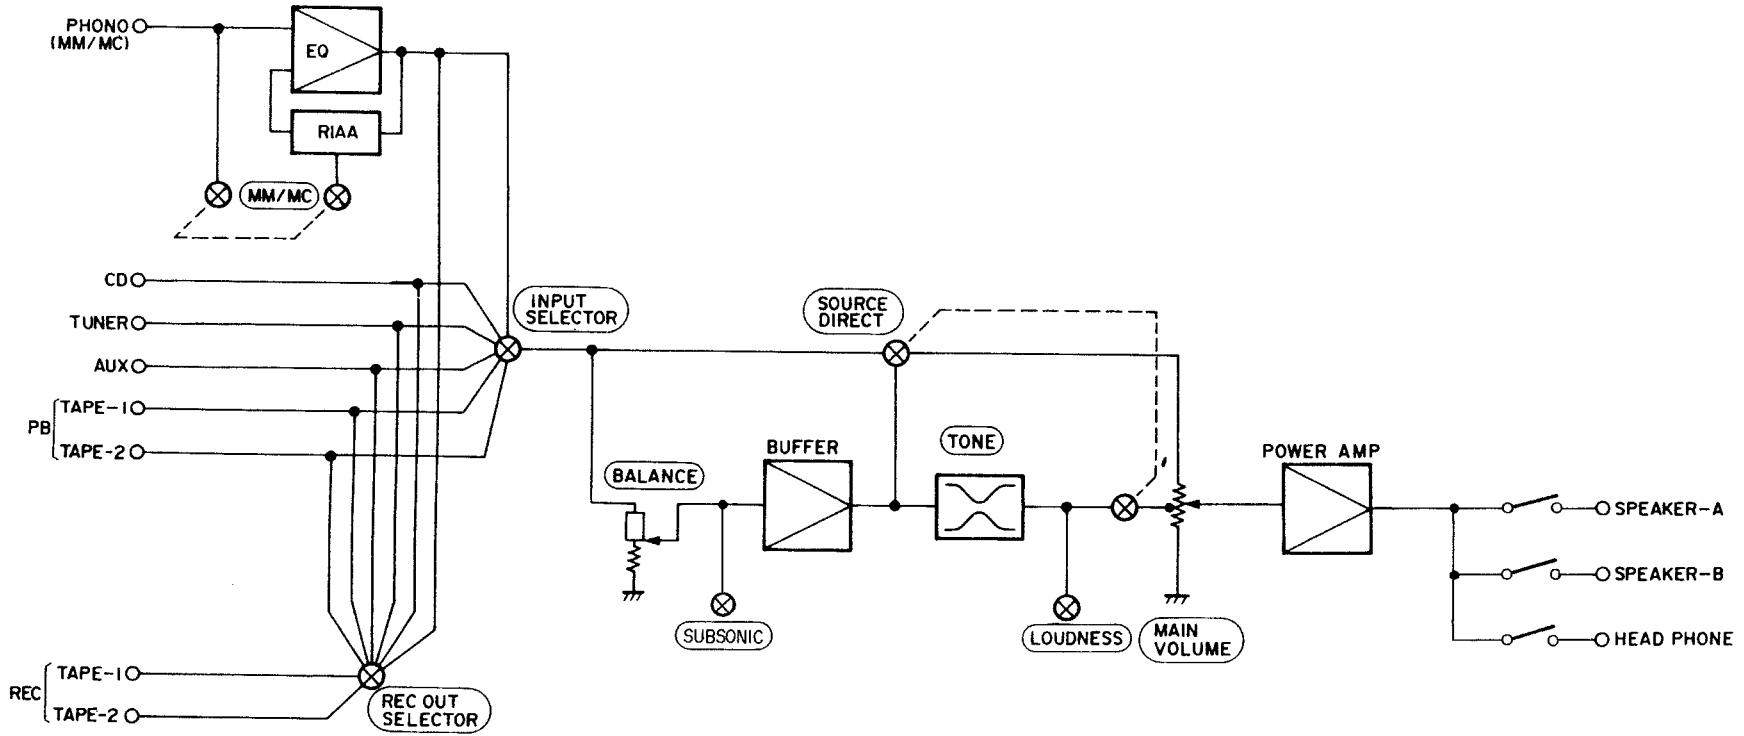 PHONO
(MM/MC)
EQ
RIAA
MM/MC
CD
TUNER
AUX
PB
TAPE-1
TAPE-2
INPUT
SELECTOR
SOURCE
DIRECT
BALANCE
BUFFER
TONE
POWER AMP
SUBSONIC
LOUDNESS
MAIN
VOLUME
SPEAKER-A
SPEAKER-B
HEAD PHONE
REC
TAPE-1
TAPE-2
REC OUT
SELECTOR